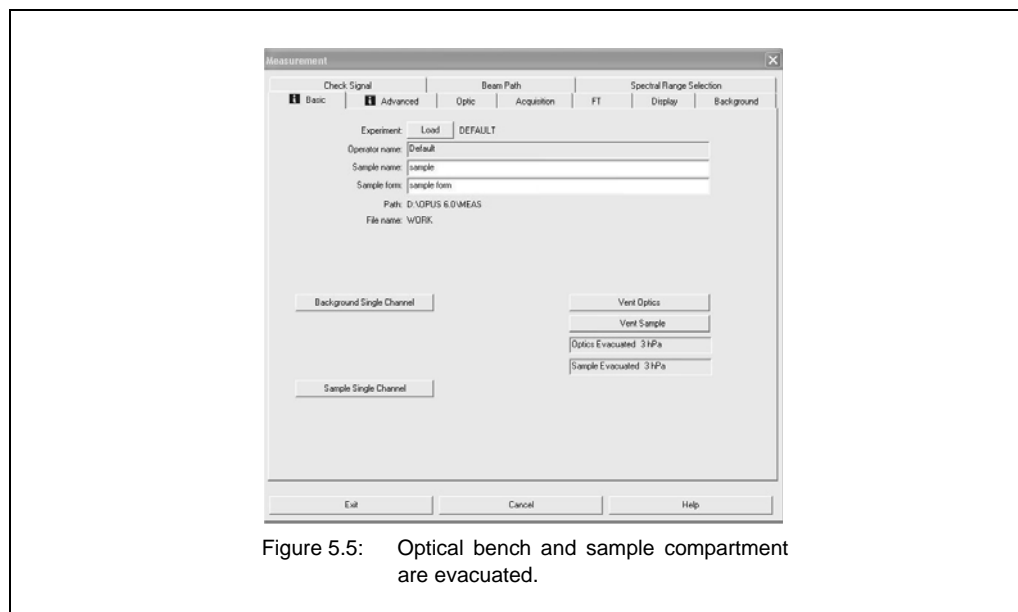 Measurement
Check Signal Beam Path Spectral Range Selection
Basic Advanced Optic Acquisition FT Display Background
Experiment: Load DEFAULT
Operator name: Default
Sample name: sample
Sample form: sample form
Path: D:\OPUS 6.0\MEAS
File name: WORK
Background Single Channel Vent Optics
Vent Sample
Optics Evacuated 3 hPa
Sample Evacuated 3 hPa
Sample Single Channel
Exit Cancel Help
Figure 5.5: Optical bench and sample compartment
are evacuated.